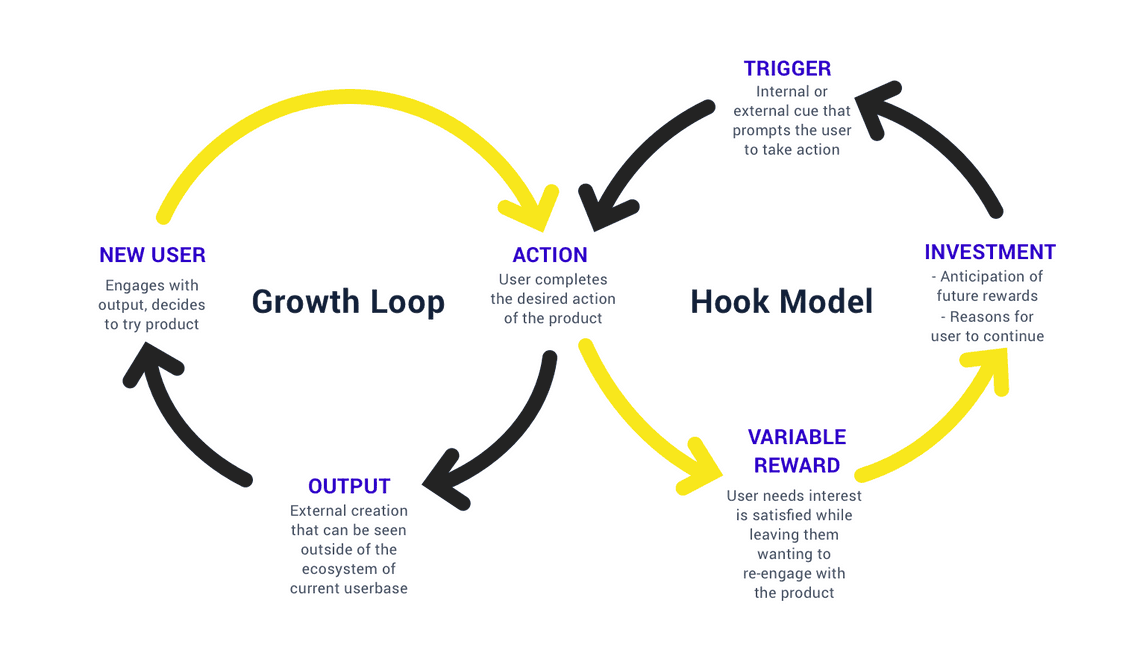 TRIGGER
Internal or
external cue that
prompts the user
to take action
NEW USER
Engages with
output, decides
to try product
Growth Loop
ACTION
User completes
the desired action
of the product
Hook Model
INVESTMENT
- Anticipation of
future rewards
- Reasons for
user to continue
OUTPUT
External creation
that can be seen
outside of the
ecosystem of
current userbase
VARIABLE
REWARD
User needs interest
is satisfied while
leaving them
wanting to
re-engage with
the product